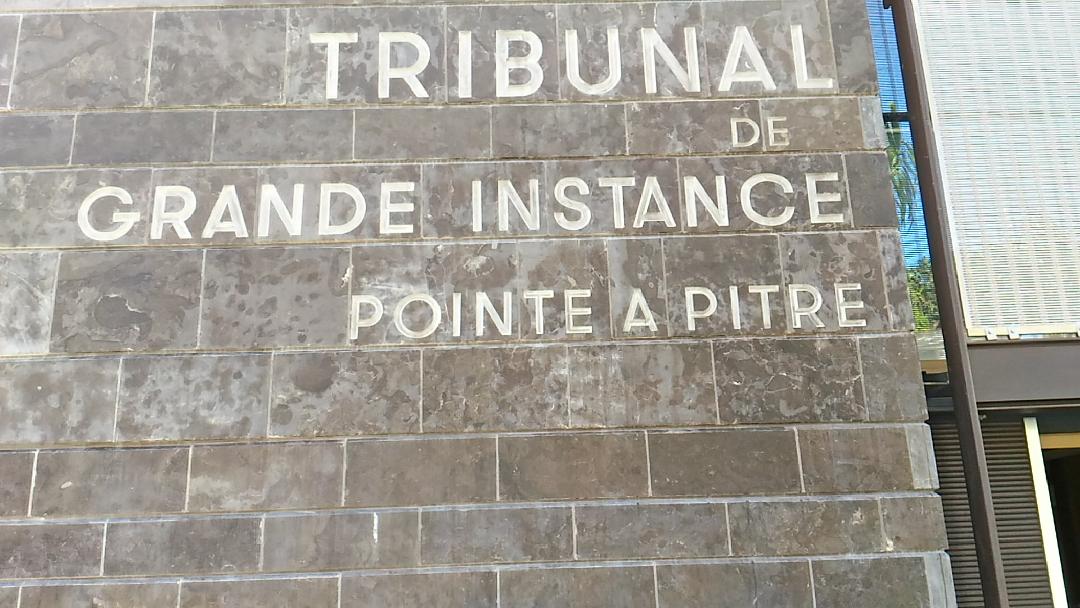 TRIBUNAL
DE
GRANDE INSTANCE
POINTE A PITRE